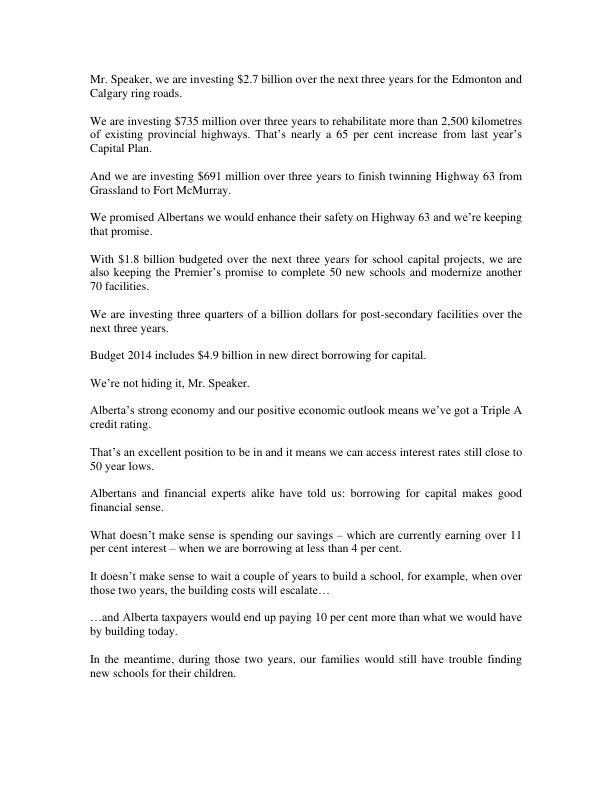 Mr. Speaker, we are investing $2.7 billion over the next three years for the Edmonton and
Calgary ring roads.
We are investing $735 million over three years to rehabilitate more than 2,500 kilometres
of existing provincial highways. That’s nearly a 65 per cent increase from last year’s
Capital Plan.
And we are investing $691 million over three years to finish twinning Highway 63 from
Grassland to Fort McMurray.
We promised Albertans we would enhance their safety on Highway 63 and we’re keeping
that promise.
With $1.8 billion budgeted over the next three years for school capital projects, we are
also keeping the Premier’s promise to complete 50 new schools and modernize another
70 facilities.
We are investing three quarters of a billion dollars for post-secondary facilities over the
next three years.
Budget 2014 includes $4.9 billion in new direct borrowing for capital.
We’re not hiding it, Mr. Speaker.
Alberta’s strong economy and our positive economic outlook means we’ve got a Triple A
credit rating.
That’s an excellent position to be in and it means we can access interest rates still close to
50 year lows.
Albertans and financial experts alike have told us: borrowing for capital makes good
financial sense.
What doesn’t make sense is spending our savings – which are currently earning over 11
per cent interest – when we are borrowing at less than 4 per cent.
It doesn’t make sense to wait a couple of years to build a school, for example, when over
those two years, the building costs will escalate…
…and Alberta taxpayers would end up paying 10 per cent more than what we would have
by building today.
In the meantime, during those two years, our families would still have trouble finding
new schools for their children.